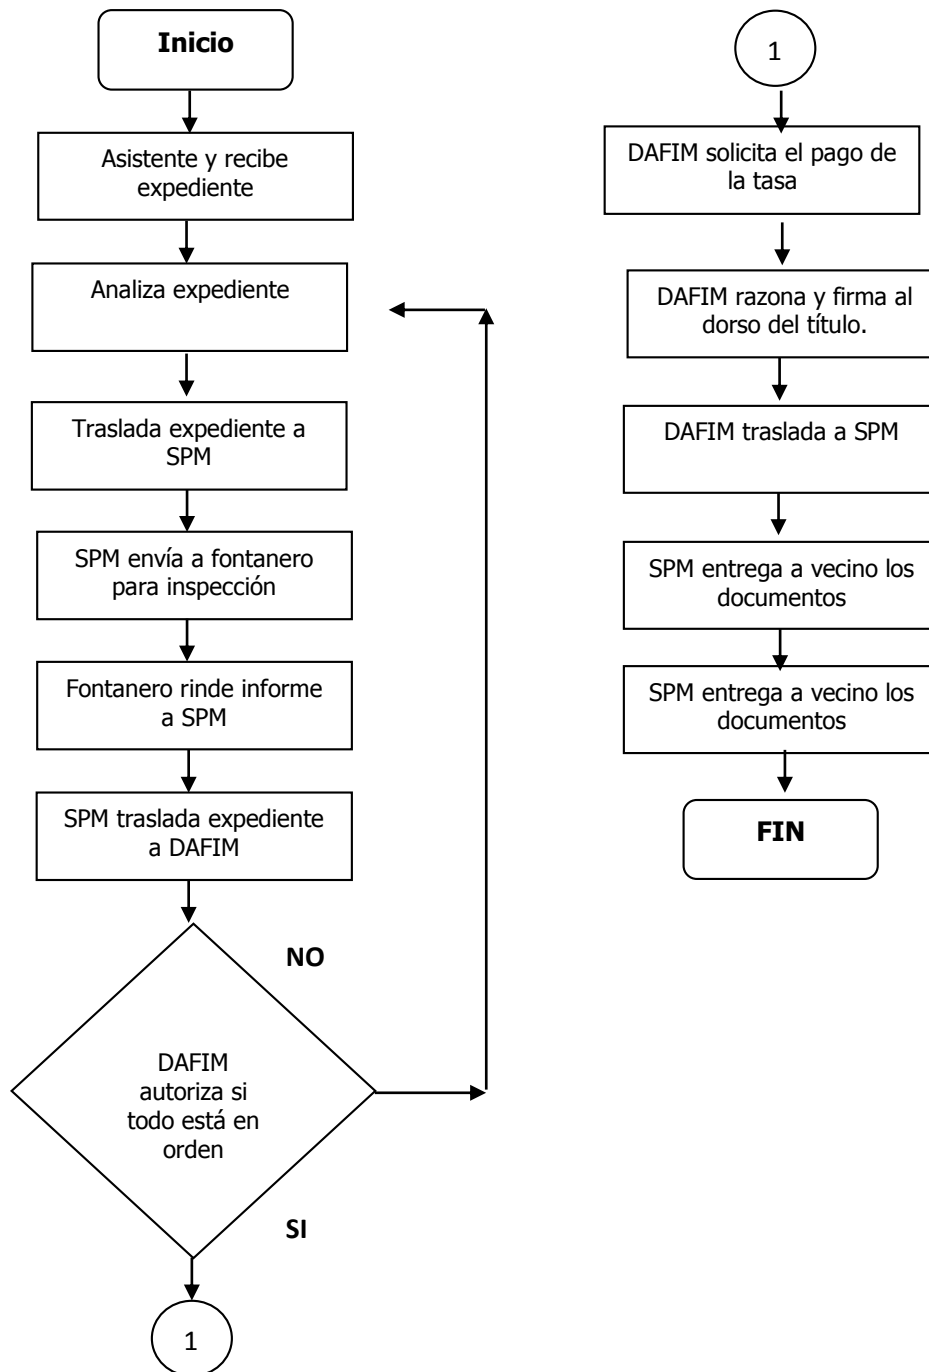 Inicio
Asistente y recibe
expediente
Analiza expediente
Traslada expediente a
SPM
SPM envía a fontanero
para inspección
Fontanero rinde informe
a SPM
SPM traslada expediente
a DAFIM
NO
DAFIM
autoriza si
todo está en
orden
SI
1
1
DAFIM solicita el pago de
la tasa
DAFIM razona y firma al
dorso del título.
DAFIM traslada a SPM
SPM entrega a vecino los
documentos
SPM entrega a vecino los
documentos
FIN